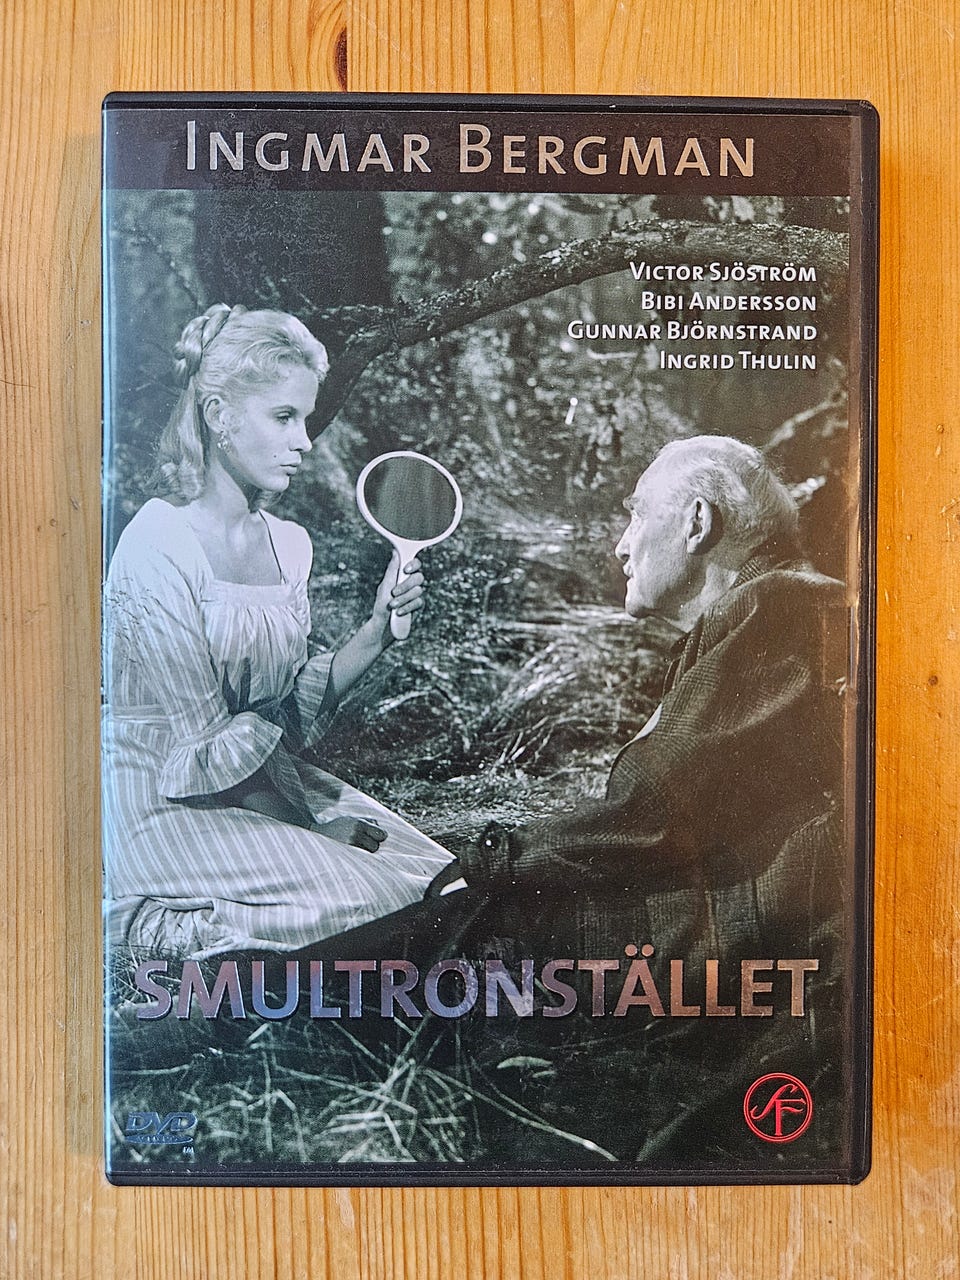 INGMAR BERGMAN
VICTOR SJÖSTRÖM
BIBI ANDERSSON
GUNNAR BJÖRNSTRAND
INGRID THULIN
SMULTRONSTÄLLET
SF
DVD